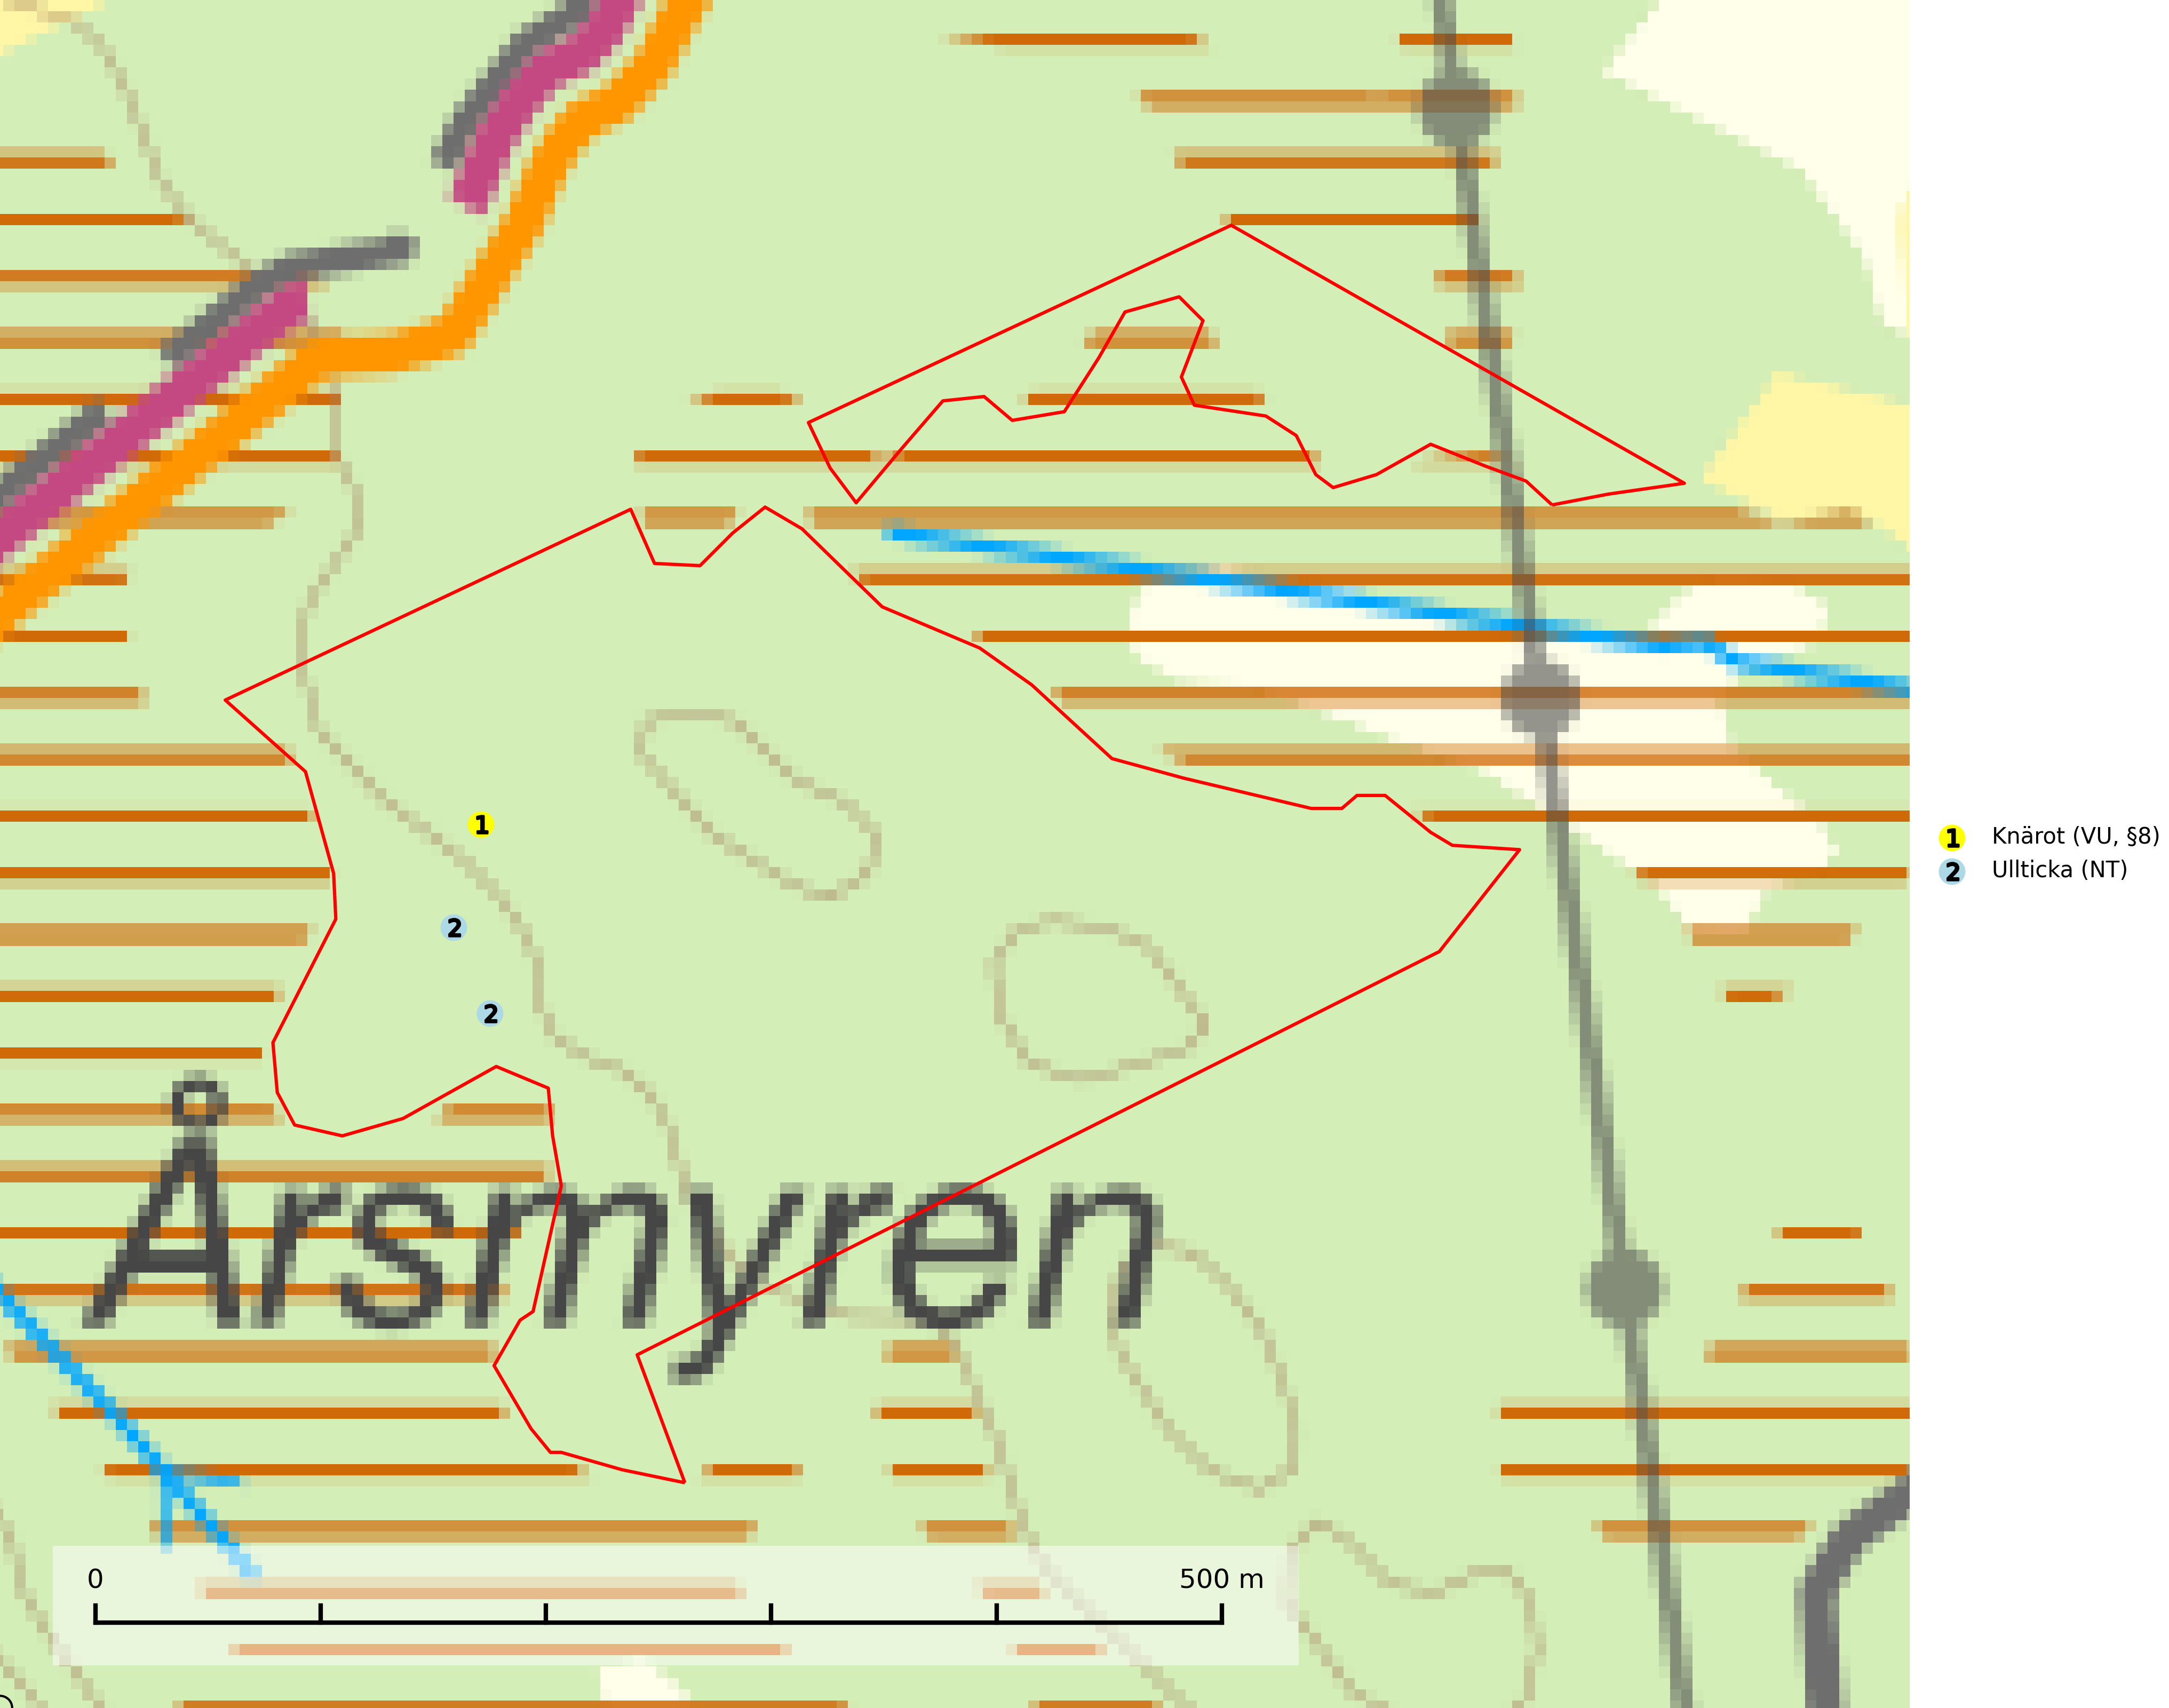 1 Knärot (VU, §8)
2 Ullticka (NT)
1
2
2
Årsmyren
0 500 m